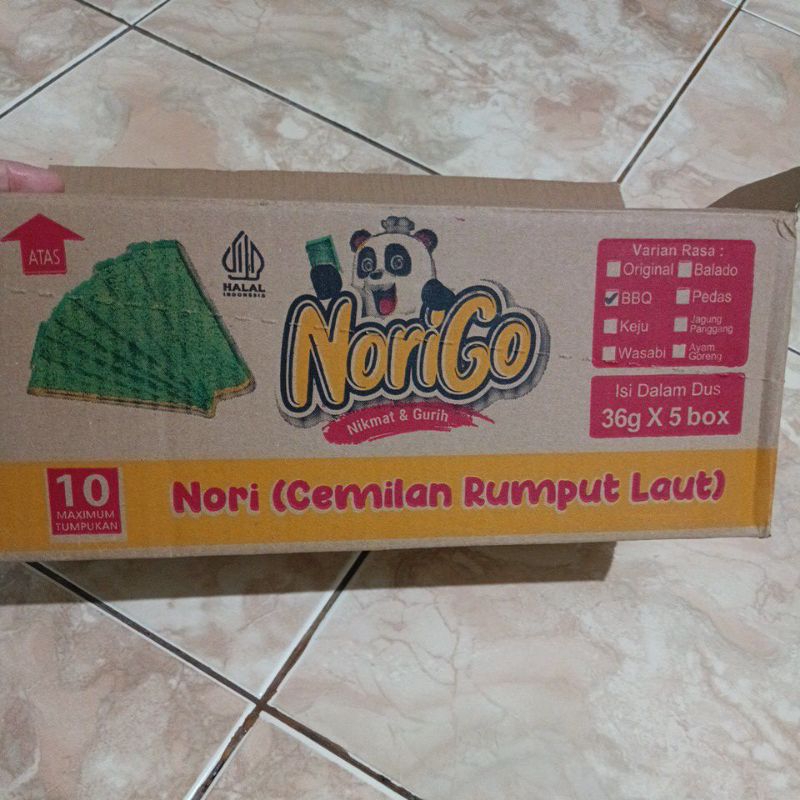 ATAS
HALAL
INDONESIA
NoriGo
Nikmat & Gurih
Varian Rasa :
Original Balado
BBQ Pedas
Keju Jagung Panggang
Wasabi Ayam Goreng
Isi Dalam Dus
36g X 5 box
10
MAXIMUM
TUMPUKAN
Nori (Cemilan Rumput Laut)